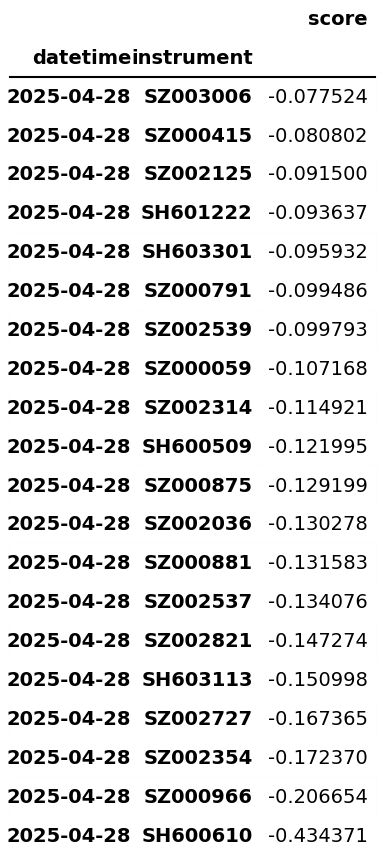 score
datetime instrument
2025-04-28 SZ003006 -0.077524
2025-04-28 SZ000415 -0.080802
2025-04-28 SZ002125 -0.091500
2025-04-28 SH601222 -0.093637
2025-04-28 SH603301 -0.095932
2025-04-28 SZ000791 -0.099486
2025-04-28 SZ002539 -0.099793
2025-04-28 SZ000059 -0.107168
2025-04-28 SZ002314 -0.114921
2025-04-28 SH600509 -0.121995
2025-04-28 SZ000875 -0.129199
2025-04-28 SZ002036 -0.130278
2025-04-28 SZ000881 -0.131583
2025-04-28 SZ002537 -0.134076
2025-04-28 SZ002821 -0.147274
2025-04-28 SH603113 -0.150998
2025-04-28 SZ002727 -0.167365
2025-04-28 SZ002354 -0.172370
2025-04-28 SZ000966 -0.206654
2025-04-28 SH600610 -0.434371